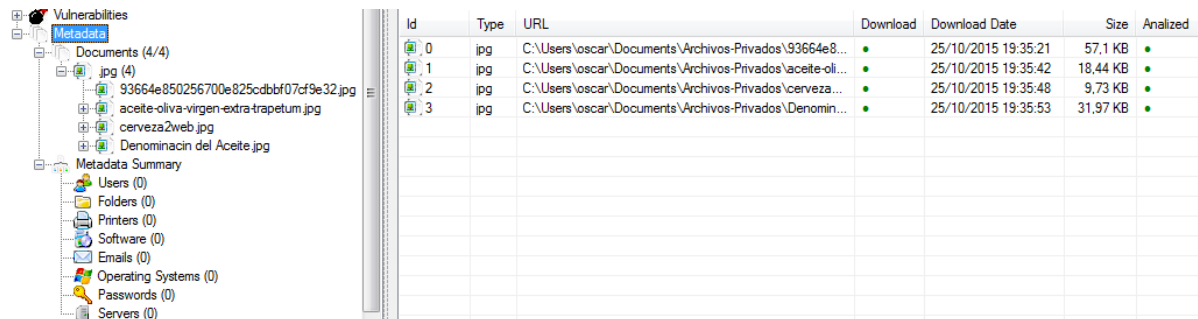 Vulnerabilities
Metadata
Documents (4/4)
jpg (4)
93664e850256700e825cdbbf07cf9e32.jpg
aceite-oliva-virgen-extra-trapetum.jpg
cerveza2web.jpg
Denominacin del Aceite.jpg
Metadata Summary
Users (0)
Folders (0)
Printers (0)
Software (0)
Emails (0)
Operating Systems (0)
Passwords (0)
Servers (0)
Id Type URL Download Download Date Size Analized
0 jpg C:\Users\oscar\Documents\Archivos-Privados\93664e8... • 25/10/2015 19:35:21 57,1 KB •
1 jpg C:\Users\oscar\Documents\Archivos-Privados\aceite-oli... • 25/10/2015 19:35:42 18,44 KB •
2 jpg C:\Users\oscar\Documents\Archivos-Privados\cerveza... • 25/10/2015 19:35:48 9,73 KB •
3 jpg C:\Users\oscar\Documents\Archivos-Privados\Denomin... • 25/10/2015 19:35:53 31,97 KB •